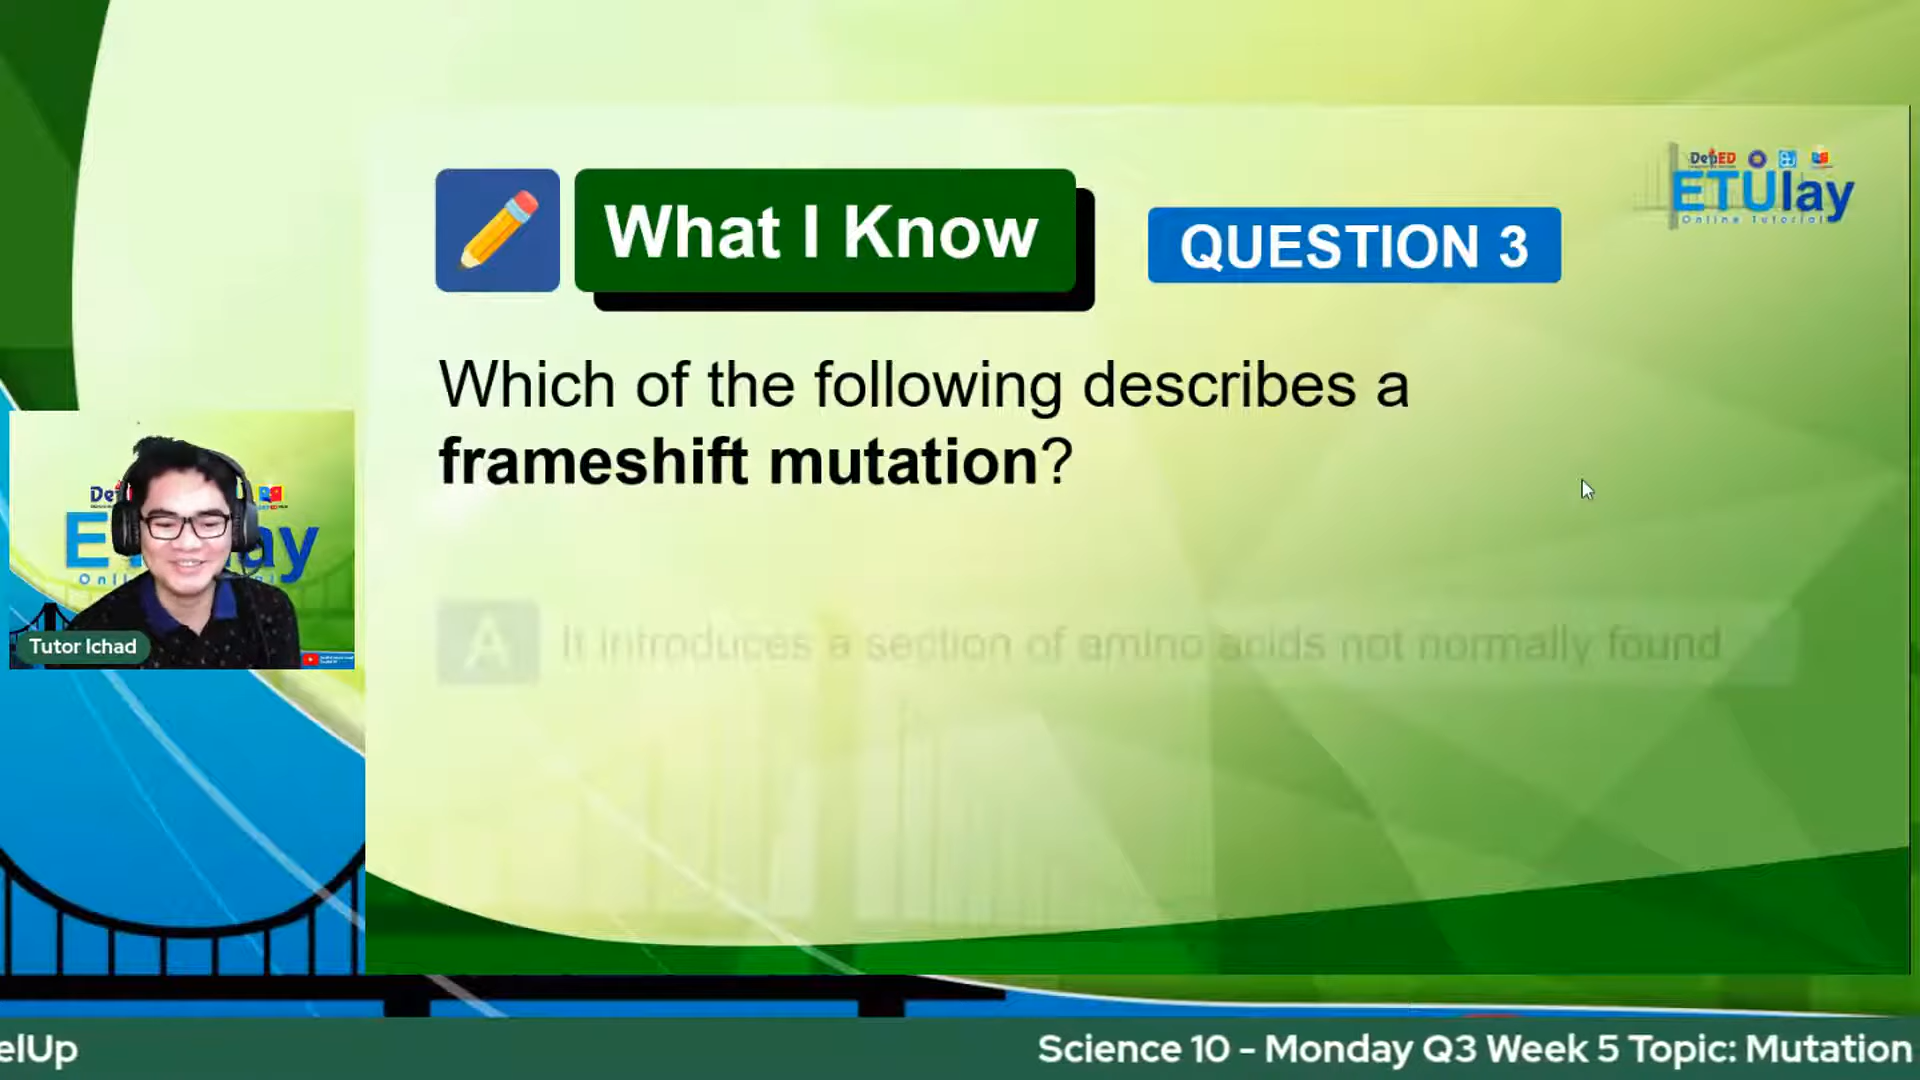 DepED
ETUlay
Online Tutorial
What I Know
QUESTION 3
Which of the following describes a
frameshift mutation?
A It introduces a section of amino acids not normally found
Tutor Ichad
elUp
Science 10 - Monday Q3 Week 5 Topic: Mutation